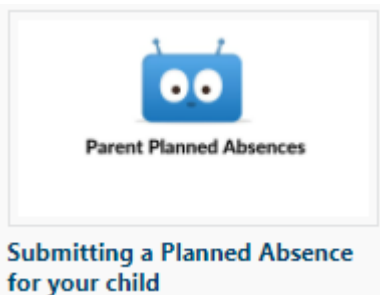 Parent Planned Absences
Submitting a Planned Absence
for your child